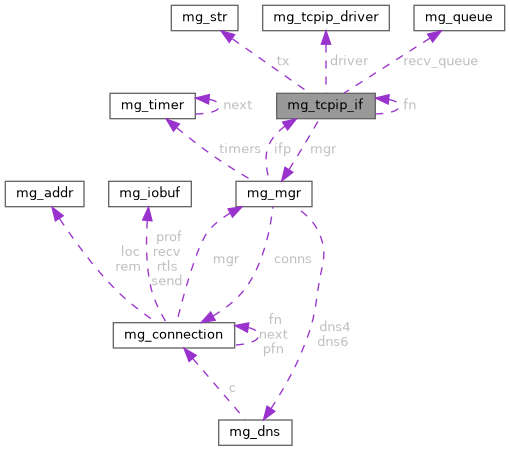 mg_str
mg_tcpip_driver
mg_queue
tx
driver
recv_queue
mg_timer
next
mg_tcpip_if
fn
timers
ifp
mgr
mg_addr
mg_iobuf
mg_mgr
loc
rem
prof
recv
rtls
send
mgr
conns
mg_connection
fn
next
pfn
dns4
dns6
c
mg_dns